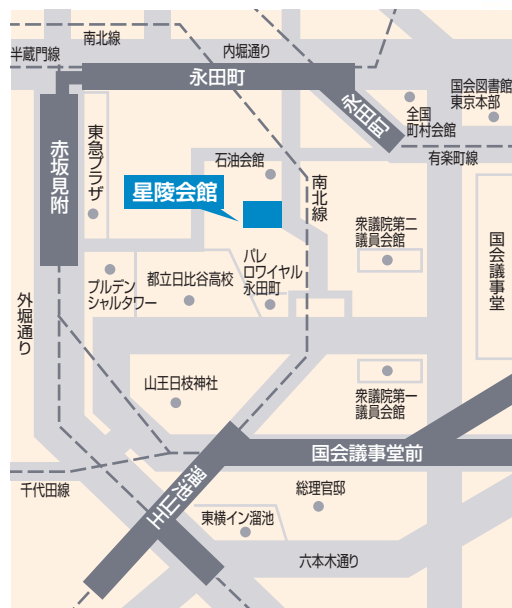 南北線
内堀通り
半蔵門線
永田町
国会図書館
東京本部
永田町
全国
町村会館
有楽町線
赤坂見附
東急プラザ
石油会館
星陵会館
南北線
衆議院第二
議員会館
国会議事堂
パレ
ロワイヤル
永田町
都立日比谷高校
プルデン
シャルタワー
外堀通り
山王日枝神社
衆議院第一
議員会館
国会議事堂前
溜池山王
千代田線
総理官邸
東横イン溜池
六本木通り